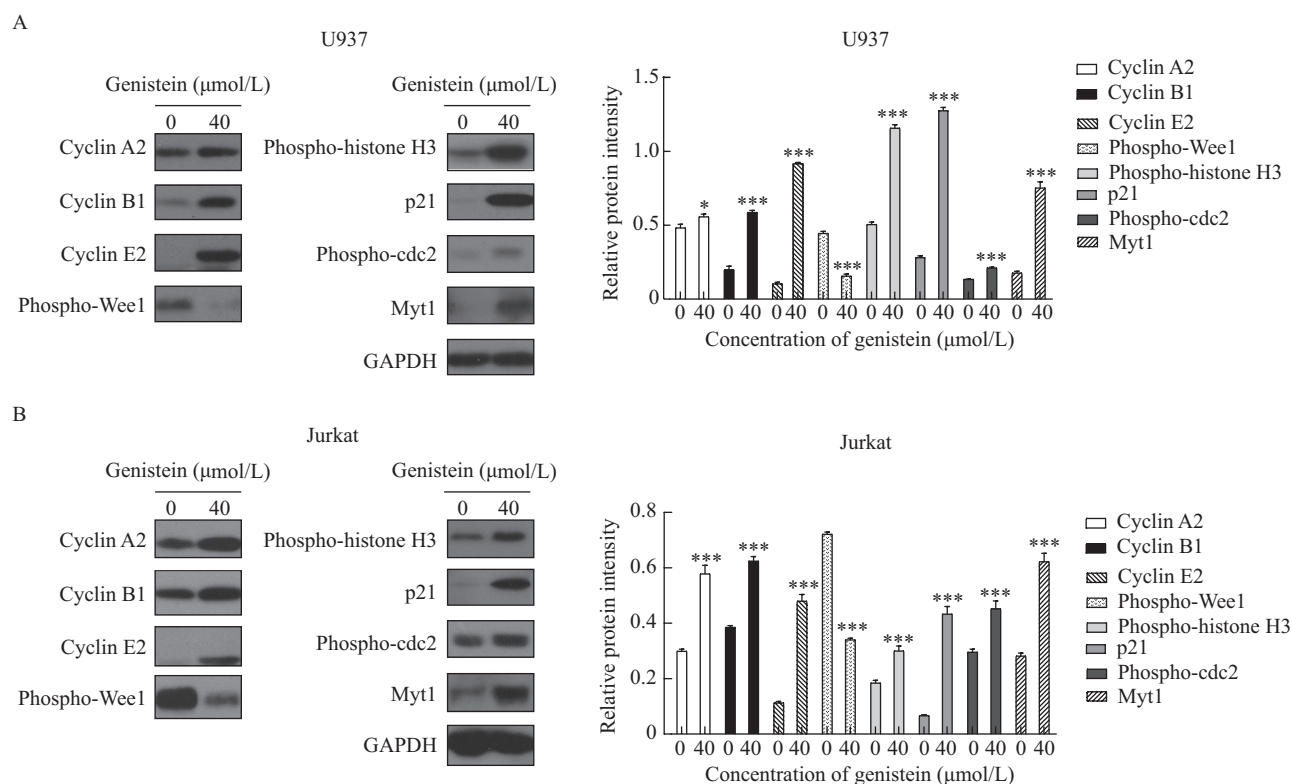 A
U937
Genistein (μmol/L)
0 40
Cyclin A2
Cyclin B1
Cyclin E2
Phospho-Wee1
Genistein (μmol/L)
0 40
Phospho-histone H3
p21
Phospho-cdc2
Myt1
GAPDH
U937
Relative protein intensity
1.5
1.0
0.5
0
* *** *** *** *** *** *** ***
0 40 0 40 0 40 0 40 0 40 0 40 0 40 0 40
Concentration of genistein (μmol/L)
Cyclin A2
Cyclin B1
Cyclin E2
Phospho-Wee1
Phospho-histone H3
p21
Phospho-cdc2
Myt1
B
Jurkat
Genistein (μmol/L)
0 40
Cyclin A2
Cyclin B1
Cyclin E2
Phospho-Wee1
Genistein (μmol/L)
0 40
Phospho-histone H3
p21
Phospho-cdc2
Myt1
GAPDH
Jurkat
Relative protein intensity
0.8
0.6
0.4
0.2
0
*** *** *** *** *** *** *** ***
0 40 0 40 0 40 0 40 0 40 0 40 0 40 0 40
Concentration of genistein (μmol/L)
Cyclin A2
Cyclin B1
Cyclin E2
Phospho-Wee1
Phospho-histone H3
p21
Phospho-cdc2
Myt1